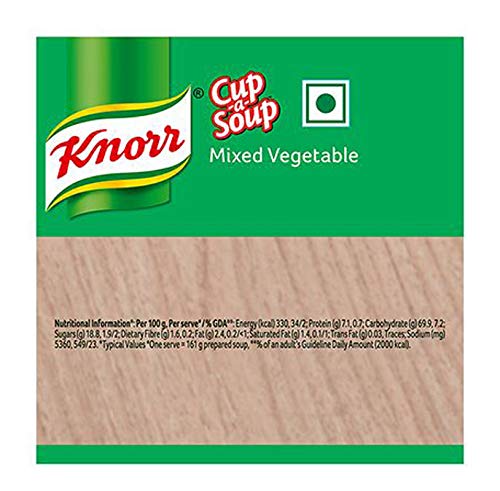 Knorr ®
Cup
-a-
Soup
Mixed Vegetable
Nutritional Information^: Per 100 g, Per serve*/% GDA**: Energy (kcal) 330, 34/2; Protein (g) 7.1, 0.7; Carbohydrate (g) 69.9, 7.2;
Sugars (g) 18.8, 1.9/2; Dietary Fibre (g) 1.6, 0.2; Fat (g) 2.4, 0.2/<1; Saturated Fat (g) 1.4, 0.1/1; Trans Fat (g) 0.03, Traces; Sodium (mg)
5360, 549/23. ^Typical Values *One serve = 161 g prepared soup, **% of an adult's Guideline Daily Amount (2000 kcal).